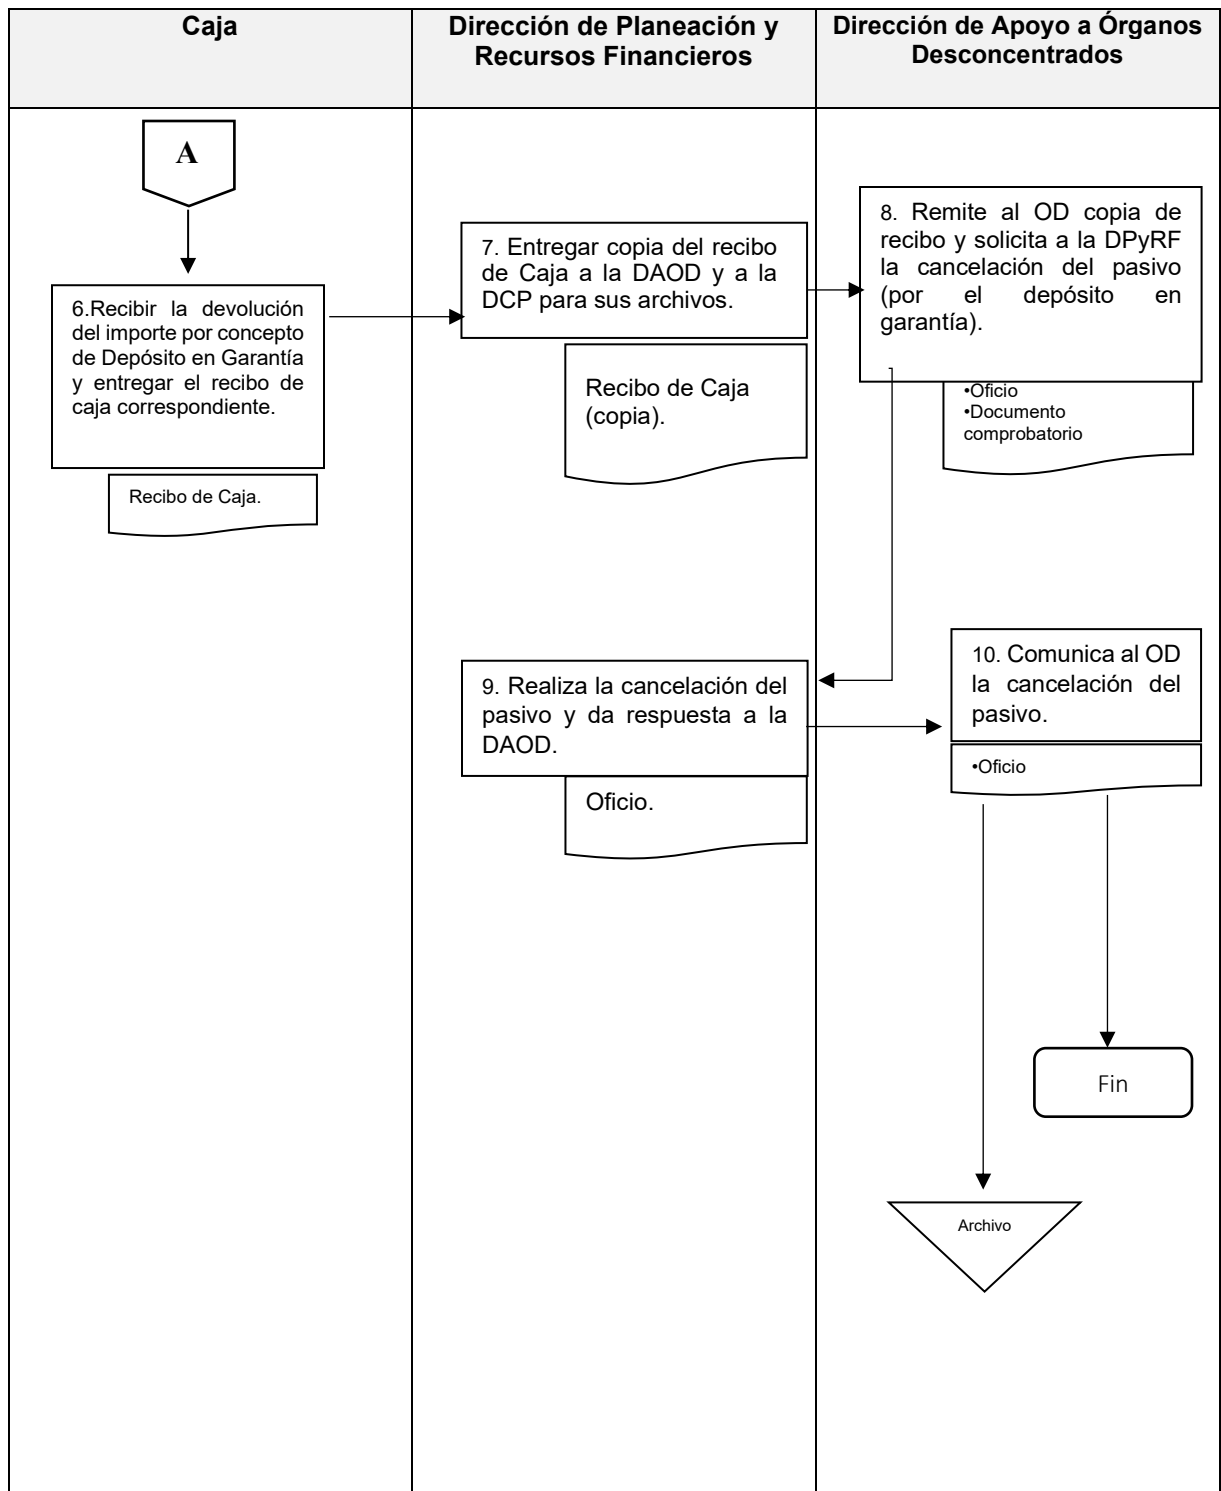 Caja
Dirección de Planeación y
Recursos Financieros
Dirección de Apoyo a Órganos
Desconcentrados
A
6.Recibir la devolución
del importe por concepto
de Depósito en Garantía
y entregar el recibo de
caja correspondiente.
Recibo de Caja.
7. Entregar copia del recibo
de Caja a la DAOD y a la
DCP para sus archivos.
Recibo de Caja
(copia).
8. Remite al OD copia de
recibo y solicita a la DPyRF
la cancelación del pasivo
(por el depósito en
garantía).
•Oficio
•Documento
comprobatorio
9. Realiza la cancelación del
pasivo y da respuesta a la
DAOD.
Oficio.
10. Comunica al OD
la cancelación del
pasivo.
•Oficio
Fin
Archivo